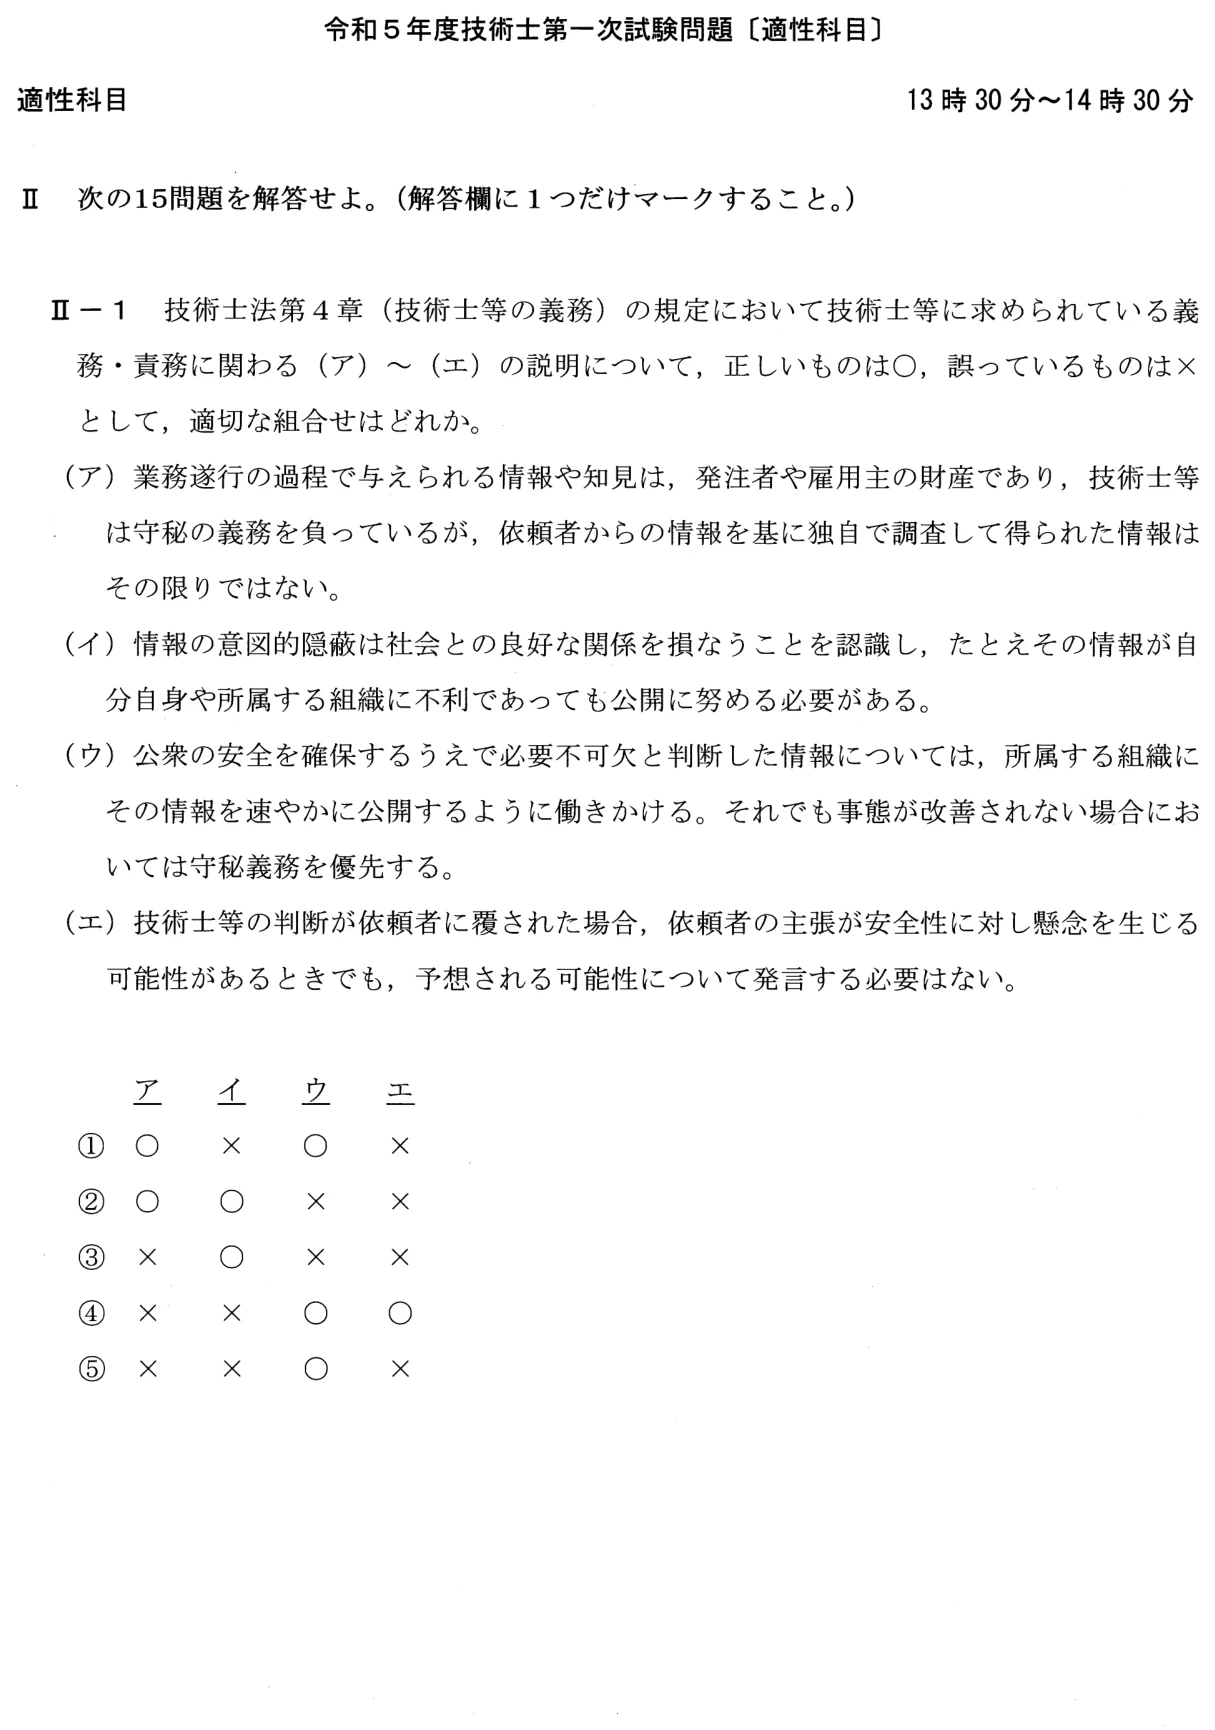 令和５年度技術士第一次試験問題〔適性科目〕
適性科目　13時30分～14時30分
Ⅱ　次の15問題を解答せよ。（解答欄に１つだけマークすること。）
Ⅱ－１　技術士法第４章（技術士等の義務）の規定において技術士等に求められている義
務・責務に関わる（ア）～（エ）の説明について，正しいものは○，誤っているものは×
として，適切な組合せはどれか。
（ア）業務遂行の過程で与えられる情報や知見は，発注者や雇用主の財産であり，技術士等
は守秘の義務を負っているが，依頼者からの情報を基に独自で調査して得られた情報は
その限りではない。
（イ）情報の意図的隠蔽は社会との良好な関係を損なうことを認識し，たとえその情報が自
分自身や所属する組織に不利であっても公開に努める必要がある。
（ウ）公衆の安全を確保するうえで必要不可欠と判断した情報については，所属する組織に
その情報を速やかに公開するように働きかける。それでも事態が改善されない場合にお
いては守秘義務を優先する。
（エ）技術士等の判断が依頼者に覆された場合，依頼者の主張が安全性に対し懸念を生じる
可能性があるときでも，予想される可能性について発言する必要はない。
ア　イ　ウ　エ
①　○　×　○　×
②　○　○　×　×
③　×　○　×　×
④　×　×　○　○
⑤　×　×　○　×